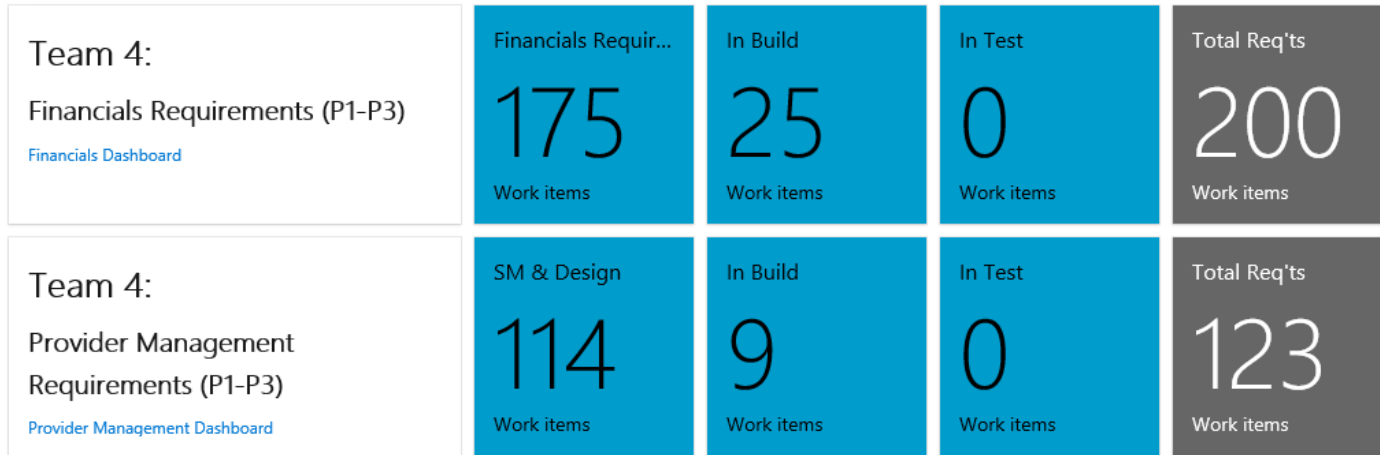 Team 4:
Financials Requirements (P1-P3)
Financials Dashboard
Financials Requir...
175
Work items
In Build
25
Work items
In Test
0
Work items
Total Req'ts
200
Work items
Team 4:
Provider Management
Requirements (P1-P3)
Provider Management Dashboard
SM & Design
114
Work items
In Build
9
Work items
In Test
0
Work items
Total Req'ts
123
Work items